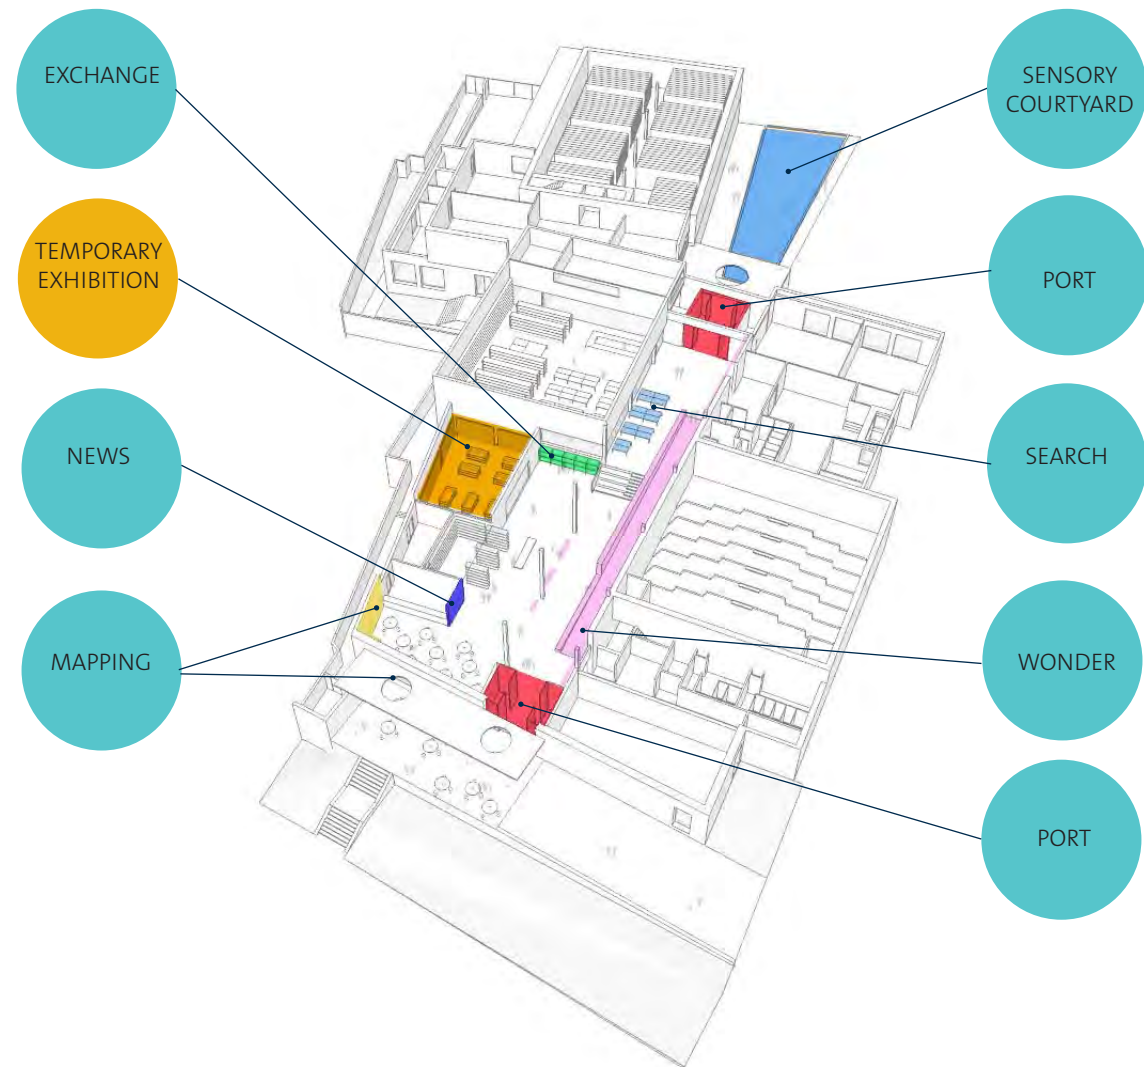 EXCHANGE
TEMPORARY
EXHIBITION
NEWS
MAPPING
SENSORY
COURTYARD
PORT
SEARCH
WONDER
PORT